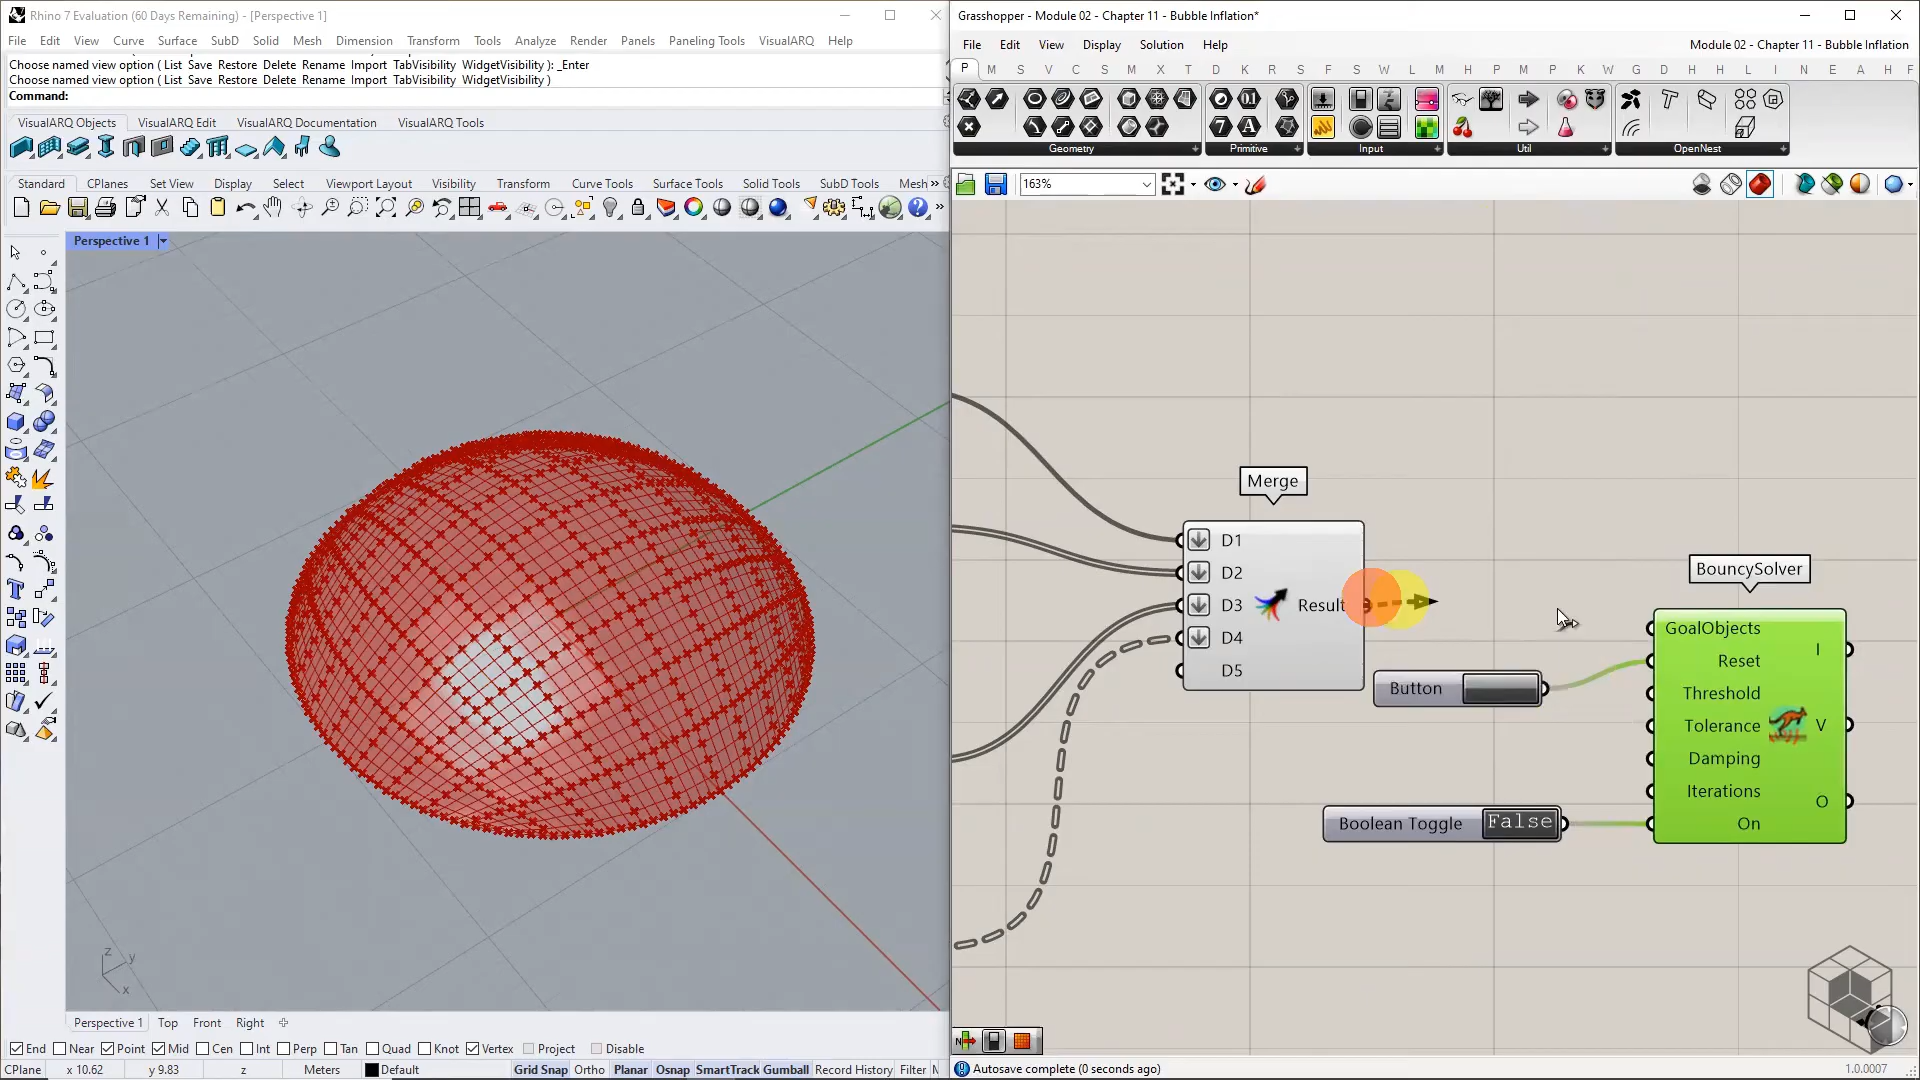 Rhino 7 Evaluation (60 Days Remaining) - [Perspective 1]
File Edit View Curve Surface SubD Solid Mesh Dimension Transform Tools Analyze Render Panels Paneling Tools VisualARQ Help
Choose named view option ( List Save Restore Delete Rename Import TabVisibility WidgetVisibility ): _Enter
Choose named view option ( List Save Restore Delete Rename Import TabVisibility WidgetVisibility )
Command:
VisualARQ Objects VisualARQ Edit VisualARQ Documentation VisualARQ Tools
Standard CPlanes Set View Display Select Viewport Layout Visibility Transform Curve Tools Surface Tools Solid Tools SubD Tools Mesh »
Perspective 1
z
y
x
Perspective 1 Top Front Right
End Near Point Mid Cen Int Perp Tan Quad Knot Vertex Project Disable
CPlane x 10.62 y 9.83 z Meters Default Grid Snap Ortho Planar Osnap SmartTrack Gumball Record History Filter
Grasshopper - Module 02 - Chapter 11 - Bubble Inflation*
File Edit View Display Solution Help
Module 02 - Chapter 11 - Bubble Inflation
P M S V C S M X T D K R S F S W L M H P M P K W G D H H L I N E A H F
Geometry Primitive Input Util OpenNest
163%
Merge
D1
D2
D3 Result
D4
D5
Button
Boolean Toggle False
BouncySolver
GoalObjects
Reset
Threshold
Tolerance
Damping
Iterations
On
I
V
O
Autosave complete (0 seconds ago)
1.0.0007